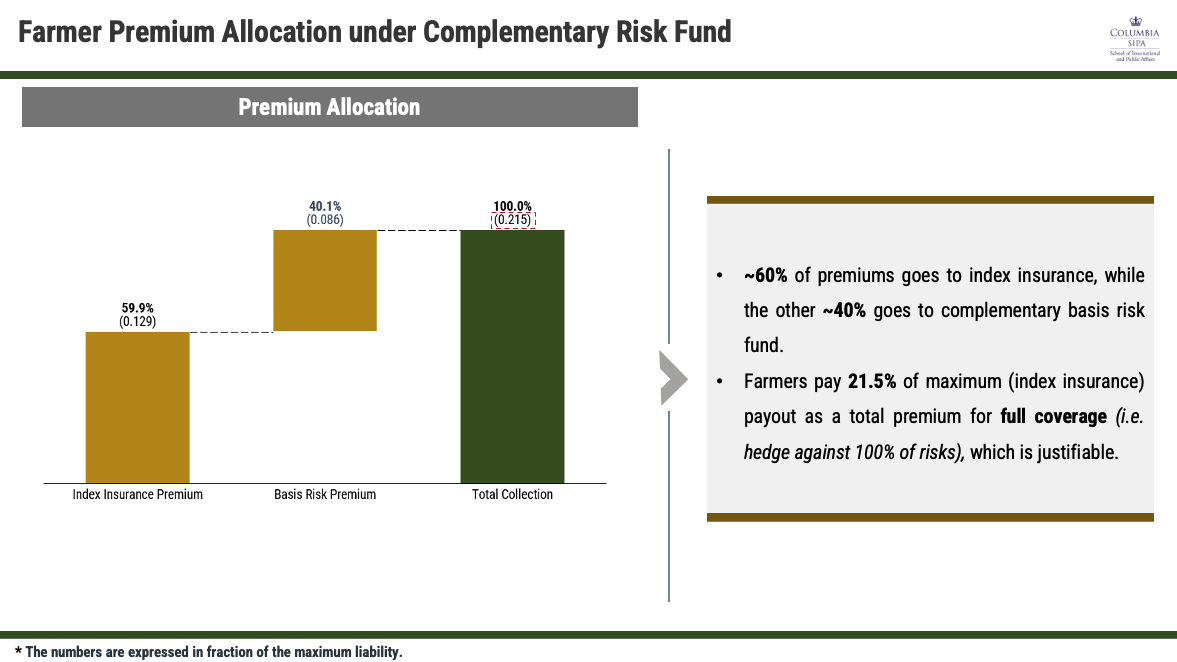 Farmer Premium Allocation under Complementary Risk Fund
COLUMBIA
SIPA
School of International
and Public Affairs
Premium Allocation
40.1%
(0.086)
100.0%
(0.215)
59.9%
(0.129)
Index Insurance Premium
Basis Risk Premium
Total Collection
• ~60% of premiums goes to index insurance, while
the other ~40% goes to complementary basis risk
fund.
• Farmers pay 21.5% of maximum (index insurance)
payout as a total premium for full coverage (i.e.
hedge against 100% of risks), which is justifiable.
* The numbers are expressed in fraction of the maximum liability.